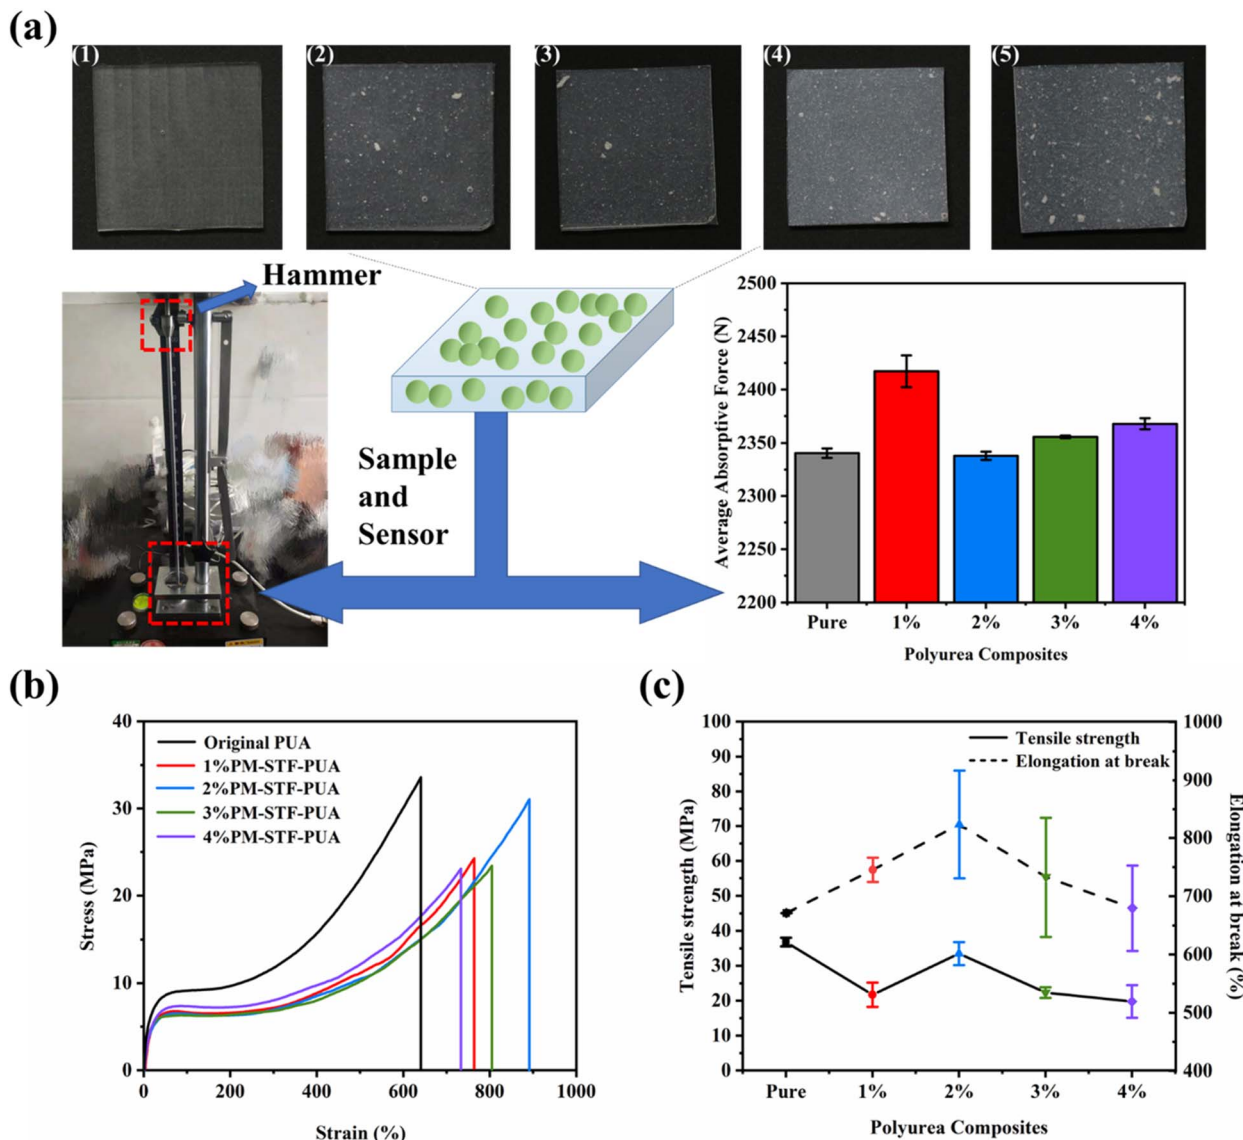 (a)
(1)
(2)
(3)
(4)
(5)
Hammer
Sample
and
Sensor
2500
2450
2400
2350
2300
2250
2200
Average Absorptive Force (N)
Pure 1% 2% 3% 4%
Polyurea Composites
(b)
40
30
20
10
0
Stress (MPa)
Original PUA
1%PM-STF-PUA
2%PM-STF-PUA
3%PM-STF-PUA
4%PM-STF-PUA
0 200 400 600 800 1000
Strain (%)
(c)
100
90
80
70
60
50
40
30
20
10
0
Tensile strength (MPa)
Tensile strength
Elongation at break
1000
900
800
700
600
500
400
Elongation at break (%)
Pure 1% 2% 3% 4%
Polyurea Composites